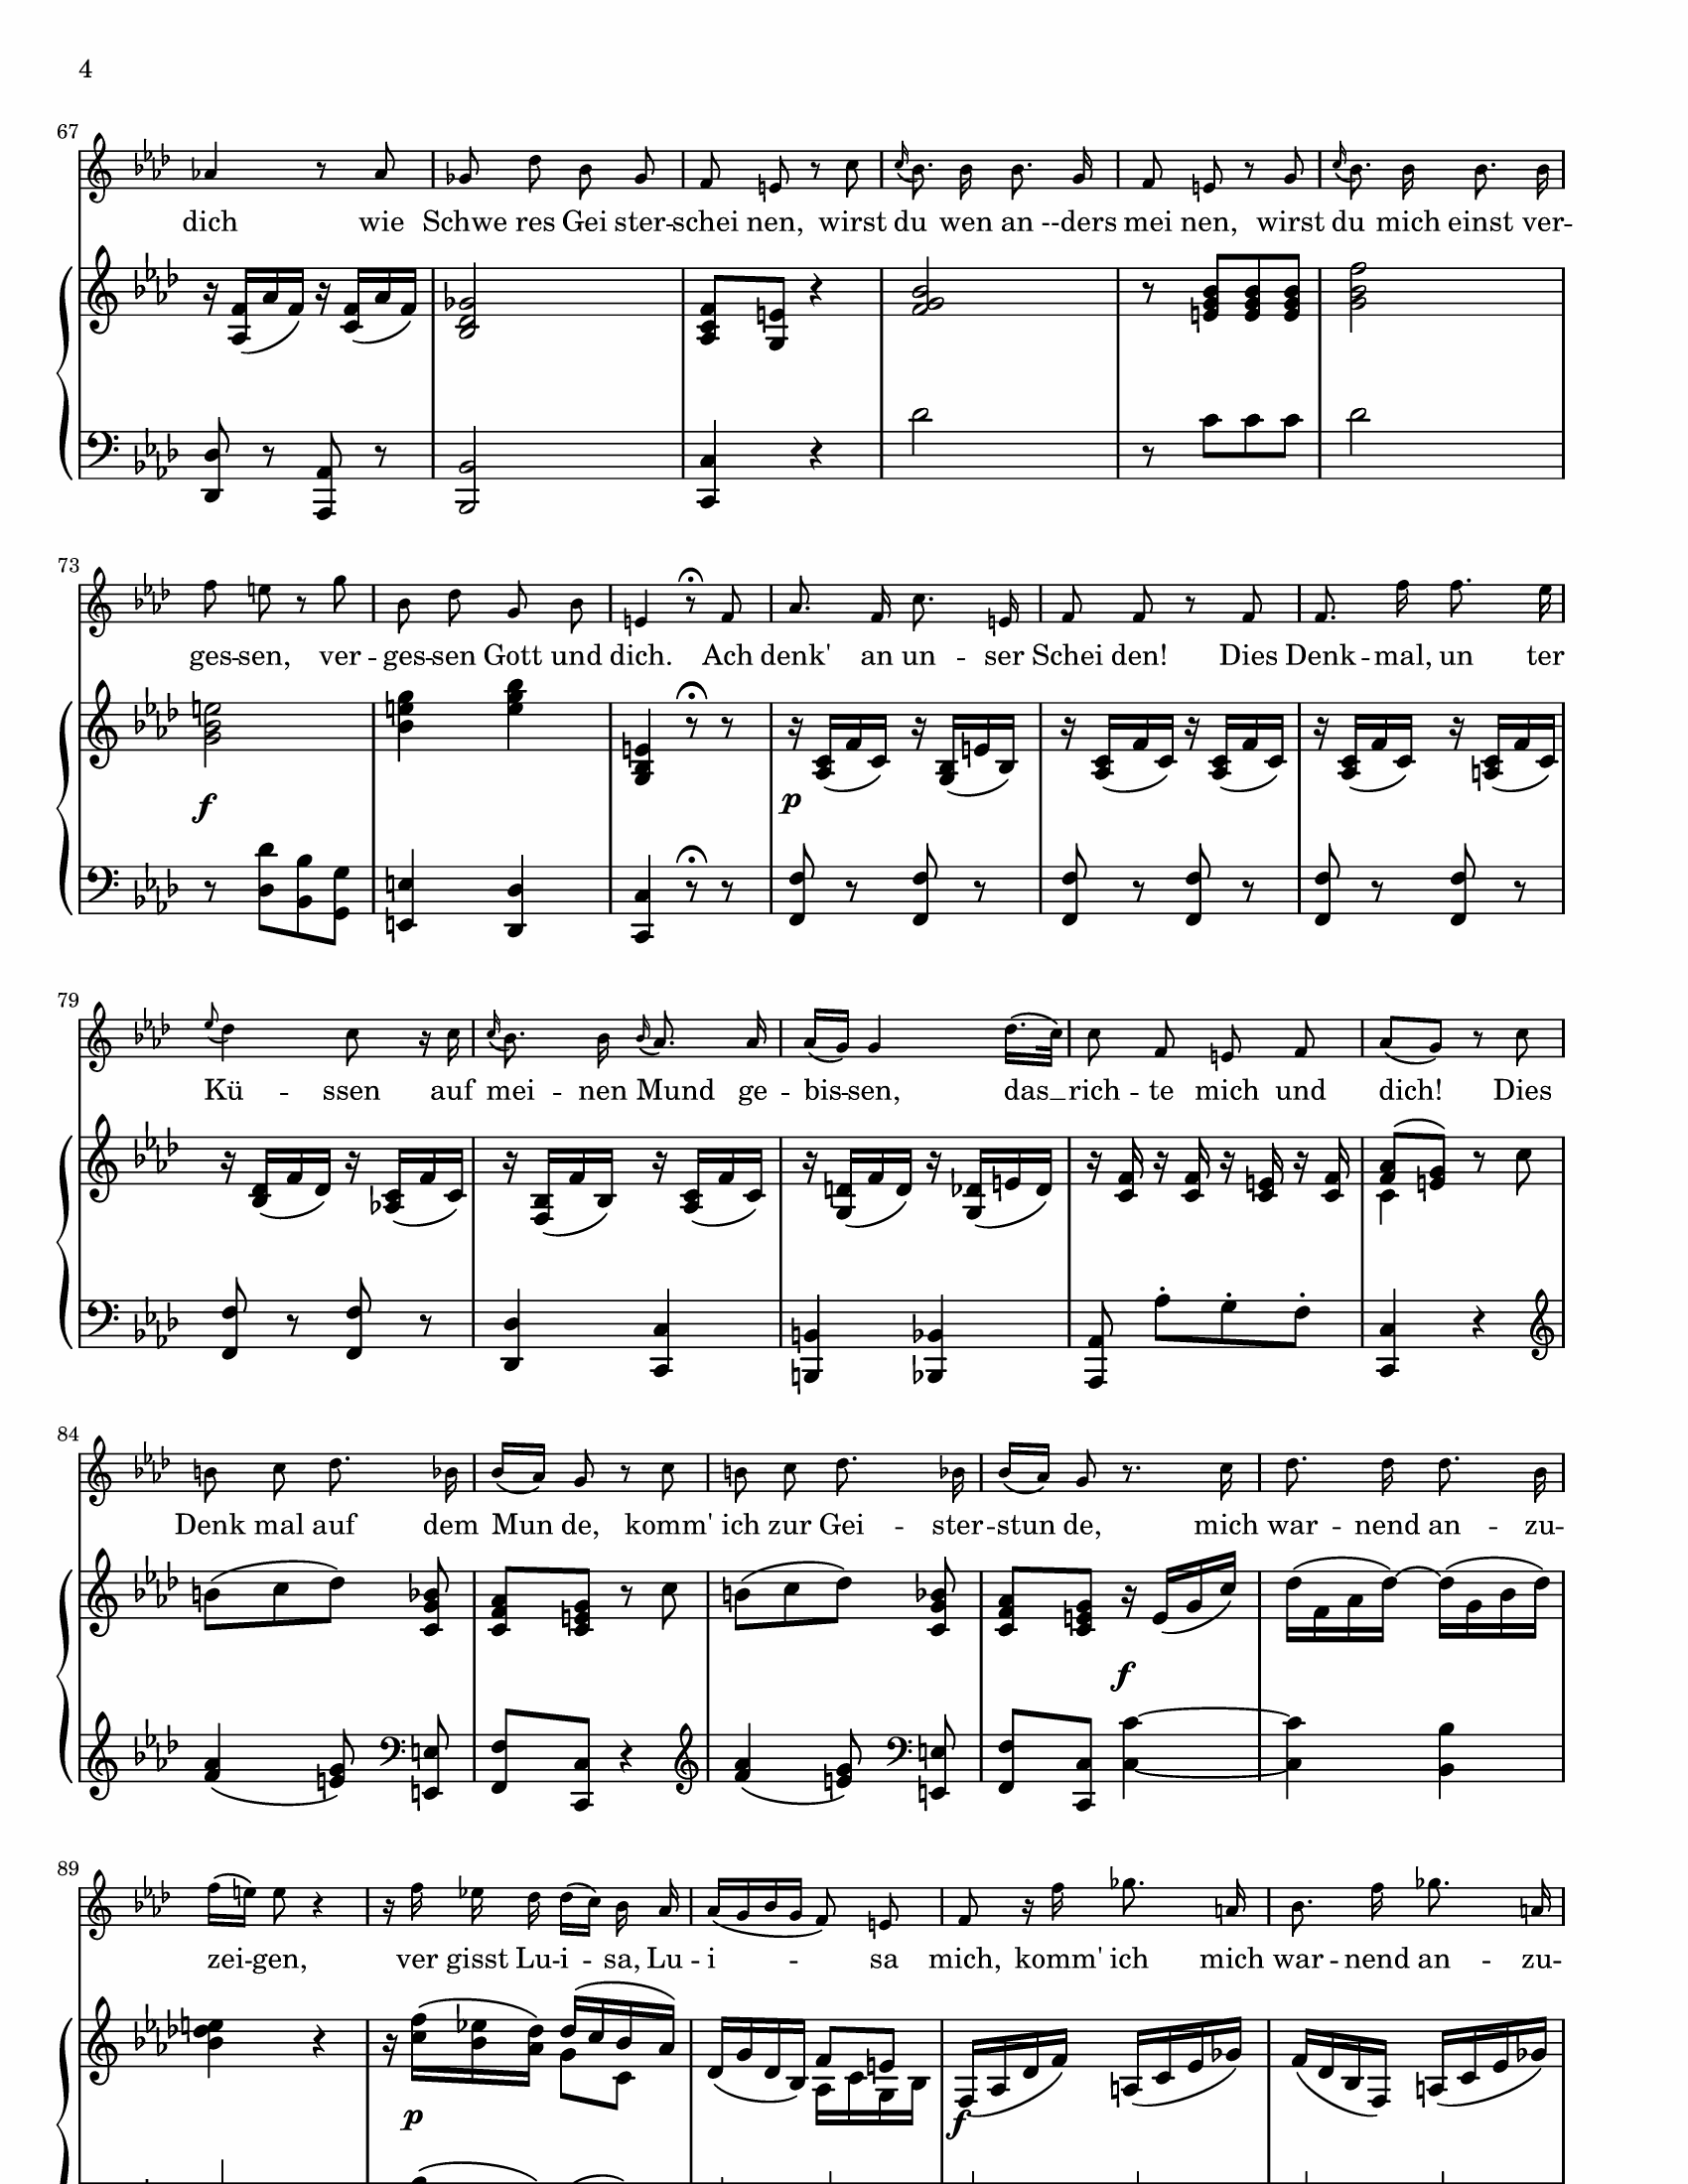 4
67
dich wie Schwe res Gei ster -- schei nen, wirst du wen an --ders mei nen, wirst du mich einst ver --
73
ges -- sen, ver -- ges -- sen Gott und dich. Ach denk' an un -- ser Schei den! Dies Denk -- mal, un ter
f p
79
Kü -- ssen auf mei -- nen Mund ge -- bis -- sen, das __ rich -- te mich und dich! Dies
84
Denk mal auf dem Mun de, komm' ich zur Gei -- ster --stun de, mich war -- nend an -- zu--
f
89
zei --gen, ver gisst Lu --i -- sa, Lu -- i -- sa mich, komm' ich mich war -- nend an -- zu--
p f